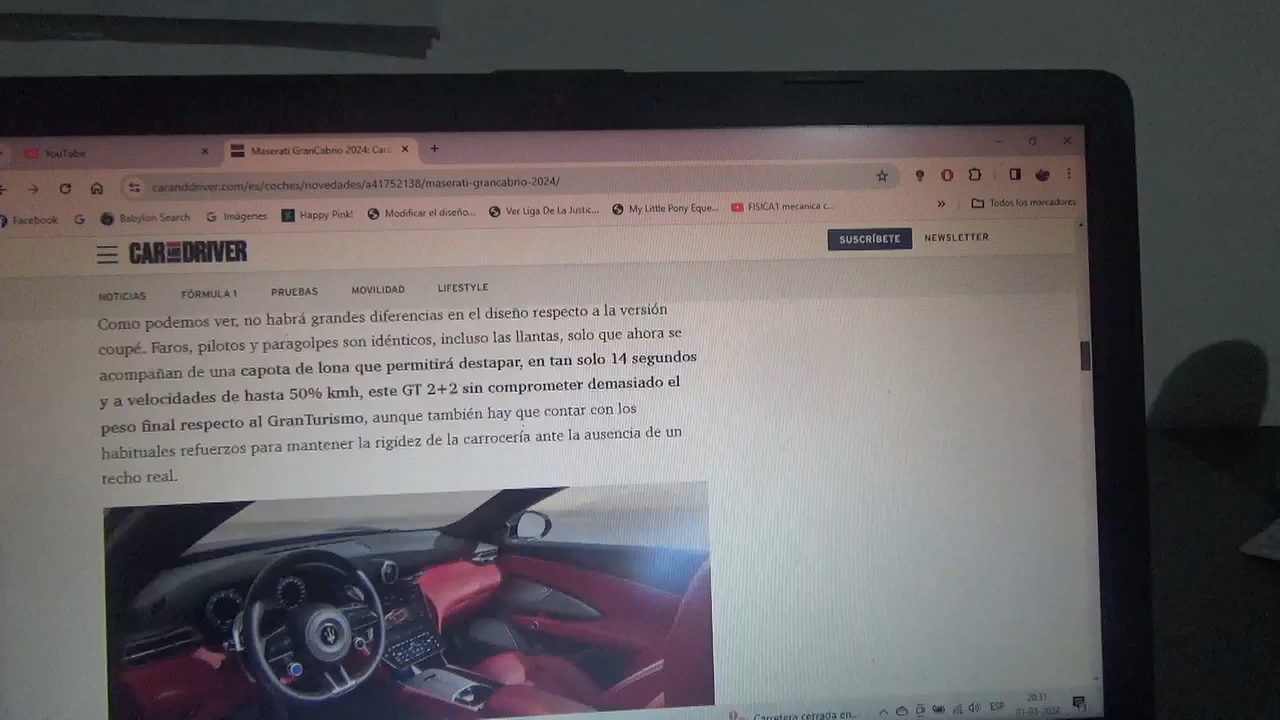 YouTube
Maserati GranCabrio 2024: Cara
caranddriver.com/es/coches/novedades/a41752138/maserati-grancabrio-2024/
Facebook
Babylon Search
Imágenes
Happy Pink!
Modificar el diseño...
Ver Liga De La Justic...
My Little Pony Eque...
FISICA1 mecanica c...
»
Todos los marcadores
CAR AND DRIVER
SUSCRÍBETE
NEWSLETTER
NOTICIAS
FÓRMULA 1
PRUEBAS
MOVILIDAD
LIFESTYLE
Como podemos ver, no habrá grandes diferencias en el diseño respecto a la versión
coupé. Faros, pilotos y paragolpes son idénticos, incluso las llantas, solo que ahora se
acompañan de una capota de lona que permitirá destapar, en tan solo 14 segundos
y a velocidades de hasta 50% kmh, este GT 2+2 sin comprometer demasiado el
peso final respecto al GranTurismo, aunque también hay que contar con los
habituales refuerzos para mantener la rigidez de la carrocería ante la ausencia de un
recho real.
Carretera cerrada en...
ESP
20:31
01-03-2024